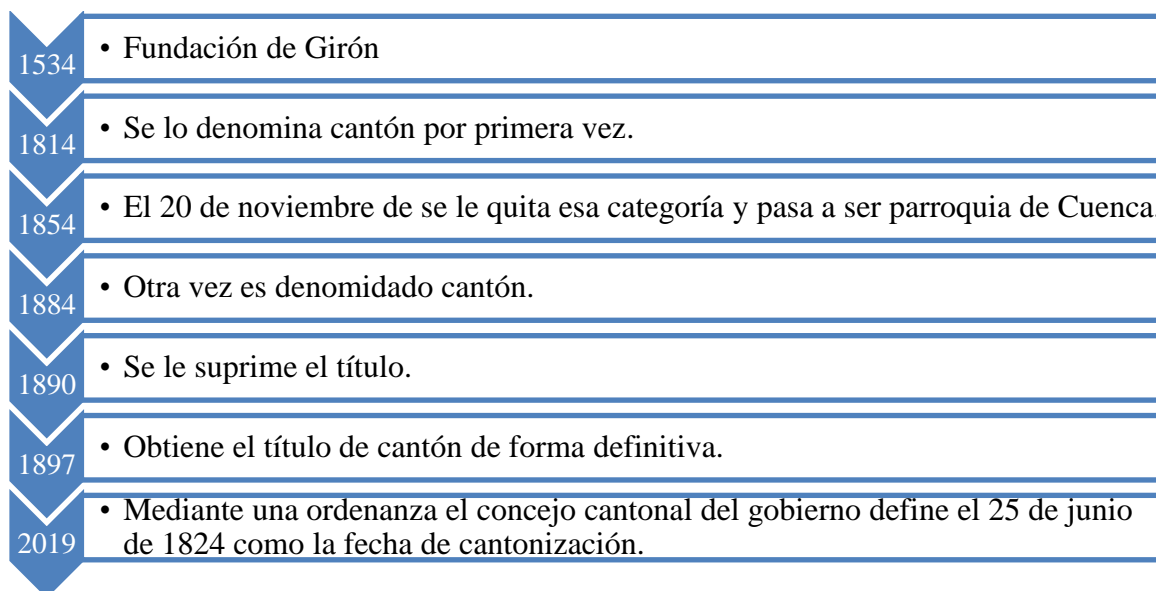 1534
• Fundación de Girón
1814
• Se lo denomina cantón por primera vez.
1854
• El 20 de noviembre de se le quita esa categoría y pasa a ser parroquia de Cuenca.
1884
• Otra vez es denomidado cantón.
1890
• Se le suprime el título.
1897
• Obtiene el título de cantón de forma definitiva.
2019
• Mediante una ordenanza el concejo cantonal del gobierno define el 25 de junio
de 1824 como la fecha de cantonización.